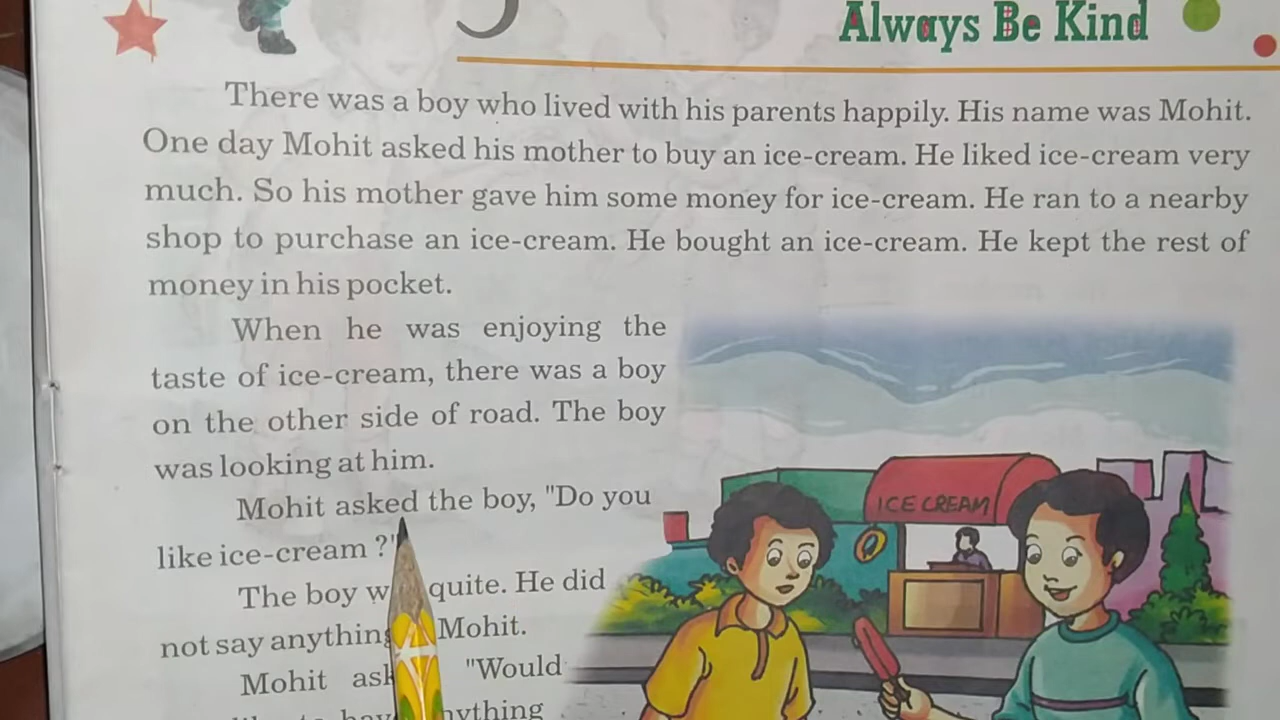 Always Be Kind
There was a boy who lived with his parents happily. His name was Mohit.
One day Mohit asked his mother to buy an ice-cream. He liked ice-cream very
much. So his mother gave him some money for ice-cream. He ran to a nearby
shop to purchase an ice-cream. He bought an ice-cream. He kept the rest of
money in his pocket.
When he was enjoying the
taste of ice-cream, there was a boy
on the other side of road. The boy
was looking at him.
Mohit asked the boy, "Do you
like ice-cream ?"
The boy quite. He did
not say anything Mohit.
Mohit "Would
ICE CREAM